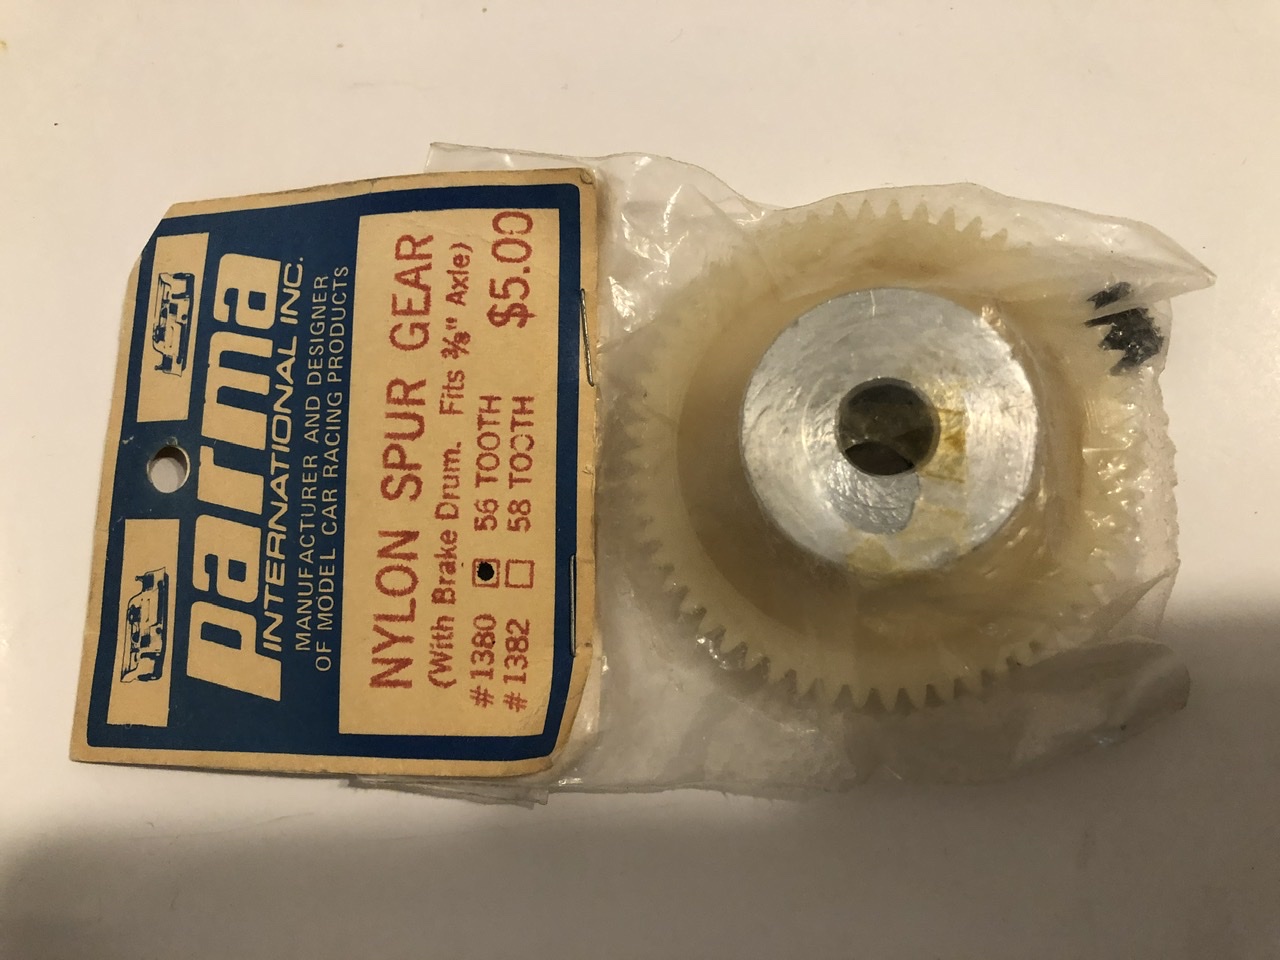 parma
INTERNATIONAL INC.
MANUFACTURER AND DESIGNER
OF MODEL CAR RACING PRODUCTS
NYLON SPUR GEAR
(With Brake Drum. Fits 3/8" Axle)
#1380 56 TOOTH $5.00
#1382 58 TOOTH